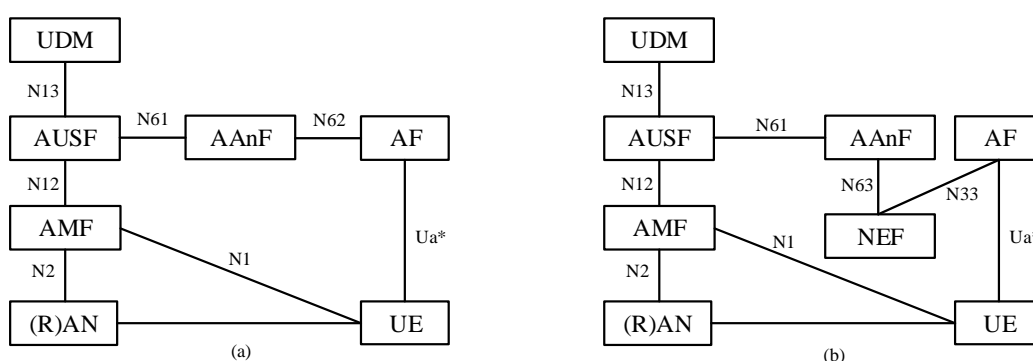 UDM
N13
AUSF
N61
AAnF
N62
AF
N12
AMF
N1
Ua*
N2
(R)AN
UE
(a)
UDM
N13
AUSF
N61
AAnF
AF
N12
N63
N33
AMF
N1
NEF
Ua*
N2
(R)AN
UE
(b)